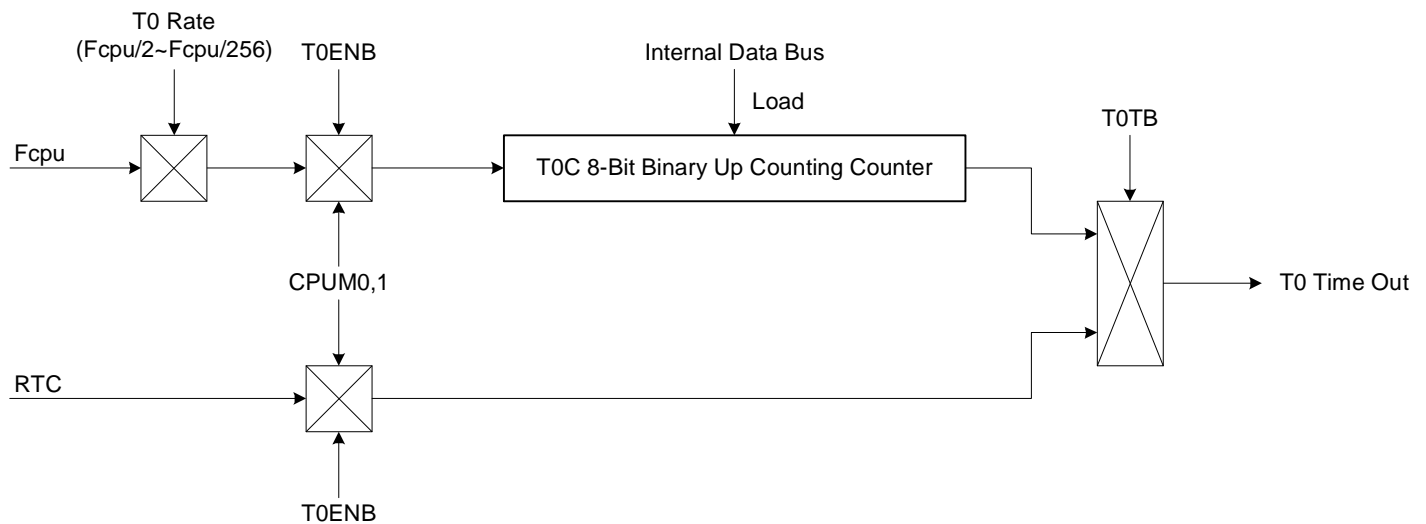 T0 Rate
(Fcpu/2~Fcpu/256)
T0ENB
Internal Data Bus
Load
T0TB
Fcpu
T0C 8-Bit Binary Up Counting Counter
CPUM0,1
T0 Time Out
RTC
T0ENB